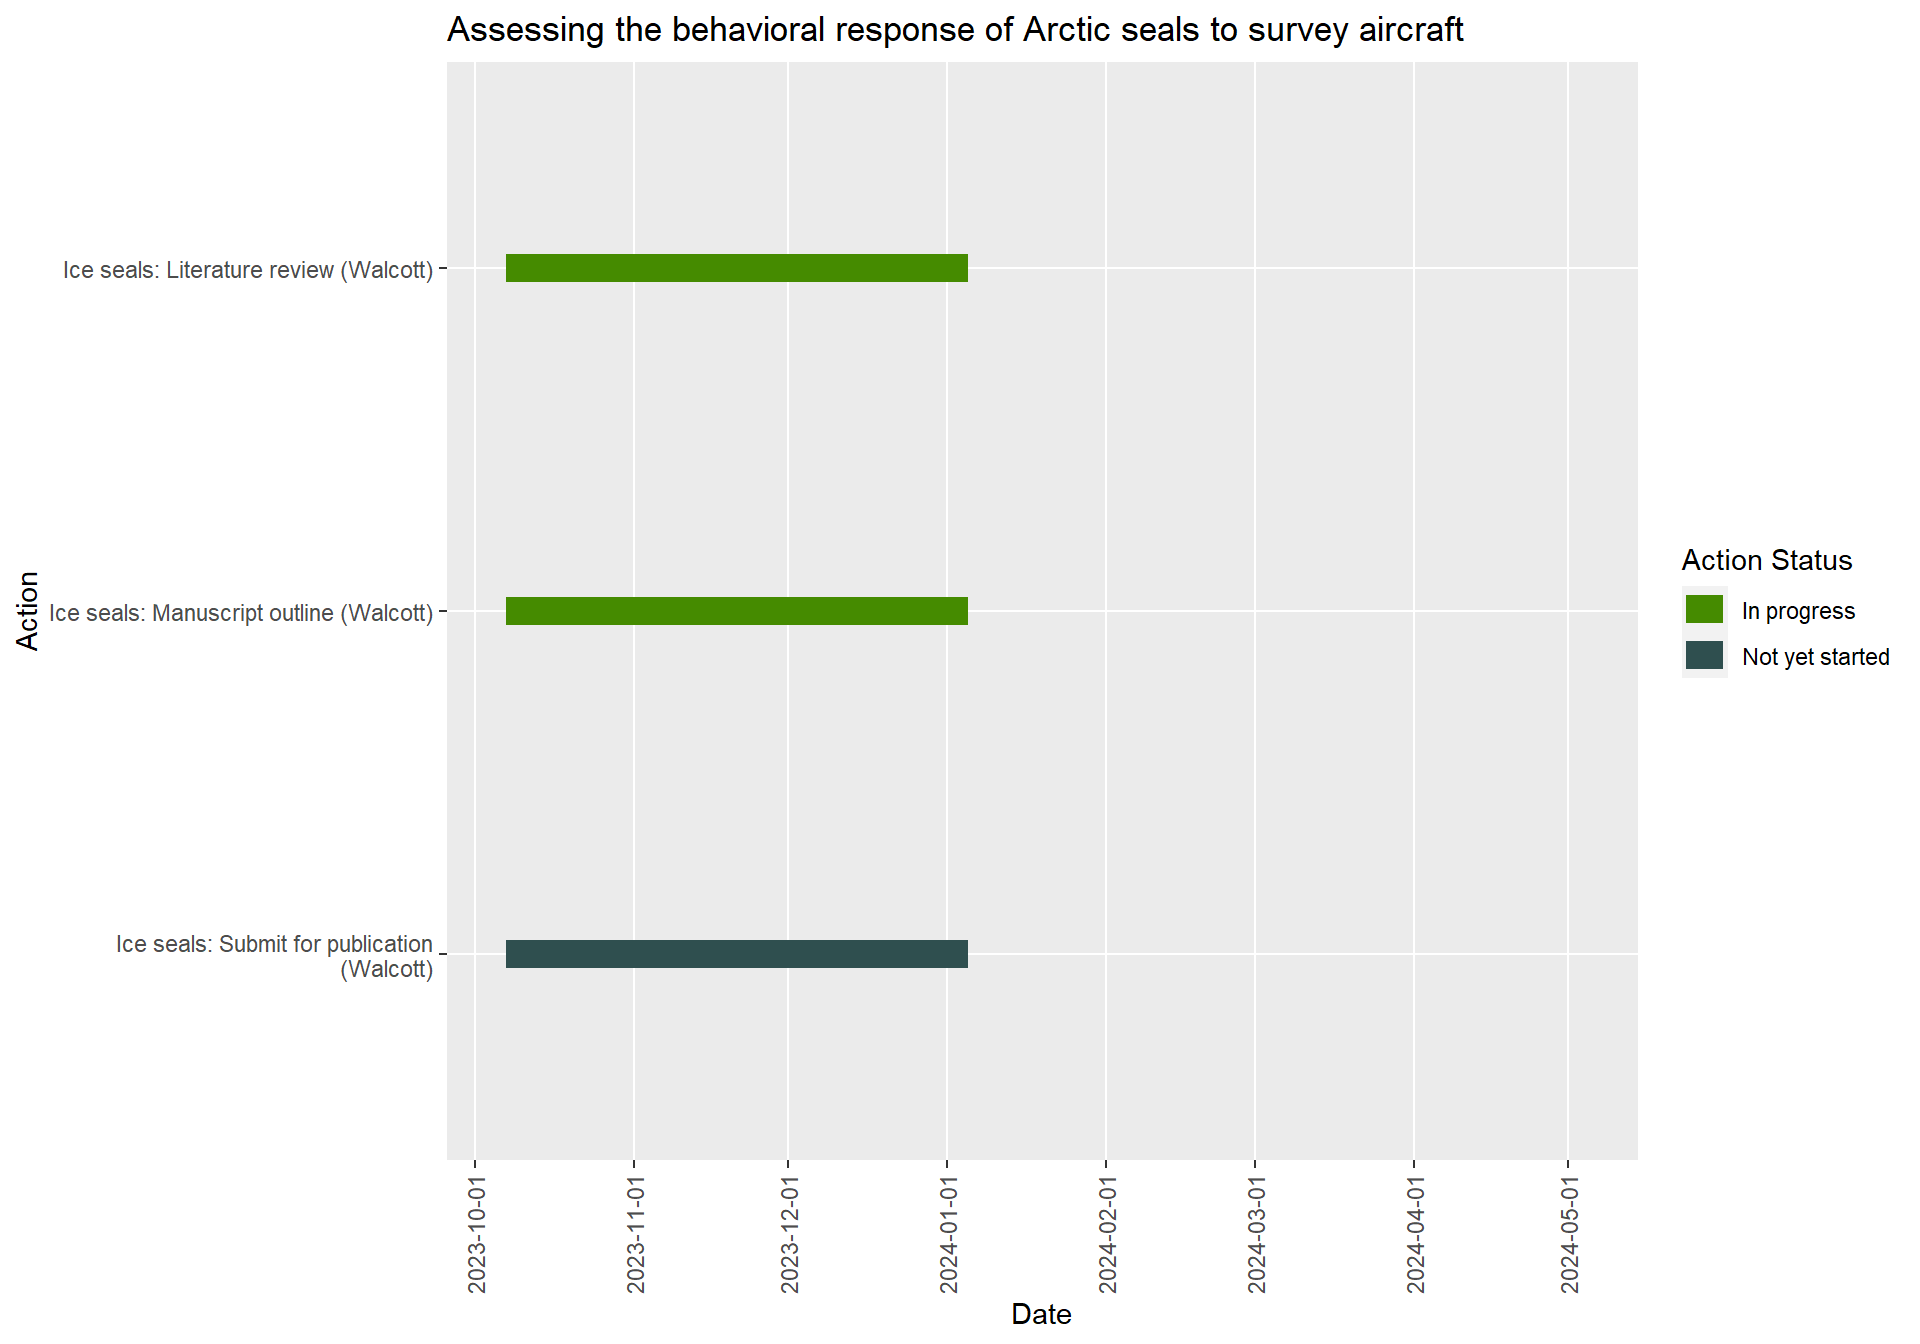 Assessing the behavioral response of Arctic seals to survey aircraft
Action
Ice seals: Literature review (Walcott)
Ice seals: Manuscript outline (Walcott)
Ice seals: Submit for publication
(Walcott)
2023-10-01
2023-11-01
2023-12-01
2024-01-01
2024-02-01
2024-03-01
2024-04-01
2024-05-01
Date
Action Status
In progress
Not yet started